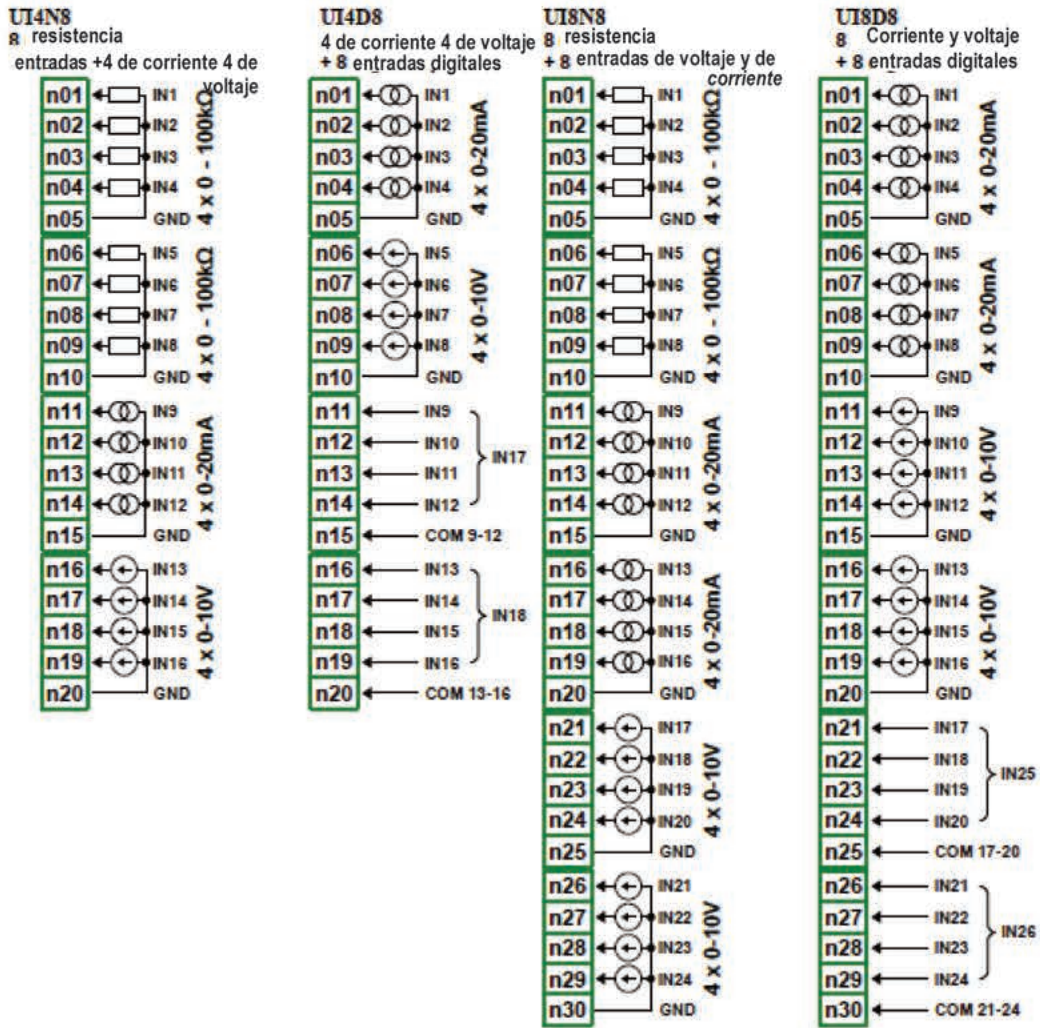 UI4N8
8 resistencia
entradas +4 de corriente 4 de
voltaje
n01 IN1
n02 IN2
n03 IN3
n04 IN4
n05 GND
4 x 0 - 100kΩ
n06 IN5
n07 IN6
n08 IN7
n09 IN8
n10 GND
4 x 0 - 100kΩ
n11 IN9
n12 IN10
n13 IN11
n14 IN12
n15 GND
4 x 0-20mA
n16 IN13
n17 IN14
n18 IN15
n19 IN16
n20 GND
4 x 0-10V
UI4D8
4 de corriente 4 de voltaje
+ 8 entradas digitales
n01 IN1
n02 IN2
n03 IN3
n04 IN4
n05 GND
4 x 0-20mA
n06 IN5
n07 IN6
n08 IN7
n09 IN8
n10 GND
4 x 0-10V
n11 IN9
n12 IN10
n13 IN11
n14 IN12
IN17
n15 COM 9-12
n16 IN13
n17 IN14
n18 IN15
n19 IN16
IN18
n20 COM 13-16
UI8N8
8 resistencia
+ 8 entradas de voltaje y de
corriente
n01 IN1
n02 IN2
n03 IN3
n04 IN4
n05 GND
4 x 0 - 100kΩ
n06 IN5
n07 IN6
n08 IN7
n09 IN8
n10 GND
4 x 0 - 100kΩ
n11 IN9
n12 IN10
n13 IN11
n14 IN12
n15 GND
4 x 0-20mA
n16 IN13
n17 IN14
n18 IN15
n19 IN16
n20 GND
4 x 0-20mA
n21 IN17
n22 IN18
n23 IN19
n24 IN20
n25 GND
4 x 0-10V
n26 IN21
n27 IN22
n28 IN23
n29 IN24
n30 GND
4 x 0-10V
UI8D8
8 Corriente y voltaje
+ 8 entradas digitales
n01 IN1
n02 IN2
n03 IN3
n04 IN4
n05 GND
4 x 0-20mA
n06 IN5
n07 IN6
n08 IN7
n09 IN8
n10 GND
4 x 0-20mA
n11 IN9
n12 IN10
n13 IN11
n14 IN12
n15 GND
4 x 0-10V
n16 IN13
n17 IN14
n18 IN15
n19 IN16
n20 GND
4 x 0-10V
n21 IN17
n22 IN18
n23 IN19
n24 IN20
IN25
n25 COM 17-20
n26 IN21
n27 IN22
n28 IN23
n29 IN24
IN26
n30 COM 21-24